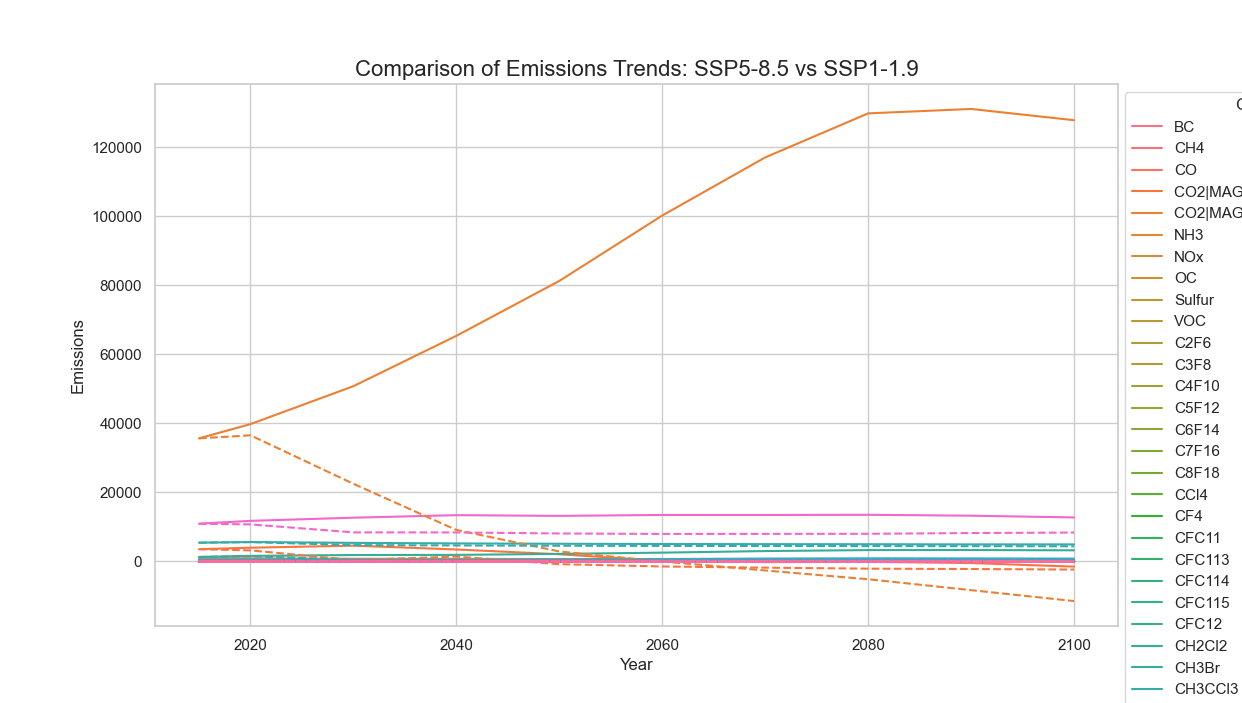 Comparison of Emissions Trends: SSP5-8.5 vs SSP1-1.9
120000
100000
80000
60000
40000
20000
0
Emissions
2020 2040 2060 2080 2100
Year
BC
CH4
CO
CO2|MAG
CO2|MAG
NH3
NOx
OC
Sulfur
VOC
C2F6
C3F8
C4F10
C5F12
C6F14
C7F16
C8F18
CCl4
CF4
CFC11
CFC113
CFC114
CFC115
CFC12
CH2Cl2
CH3Br
CH3CCl3